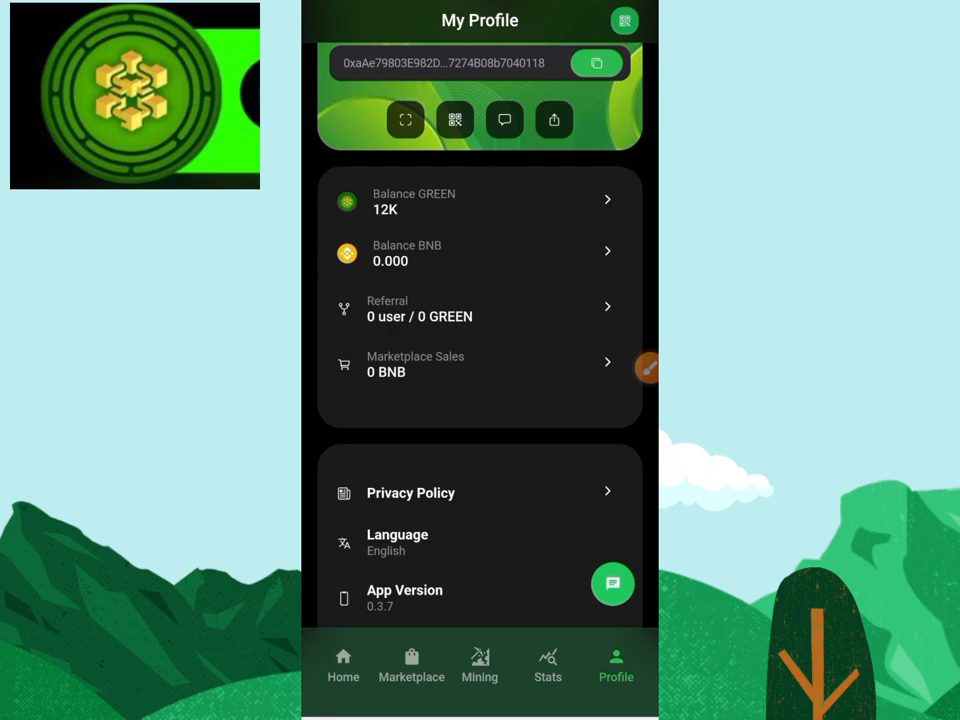 My Profile
0xaAe79803E982D...7274B08b7040118
Balance GREEN
12K
Balance BNB
0.000
Referral
0 user / 0 GREEN
Marketplace Sales
0 BNB
Privacy Policy
Language
English
App Version
0.3.7
Home Marketplace Mining Stats Profile